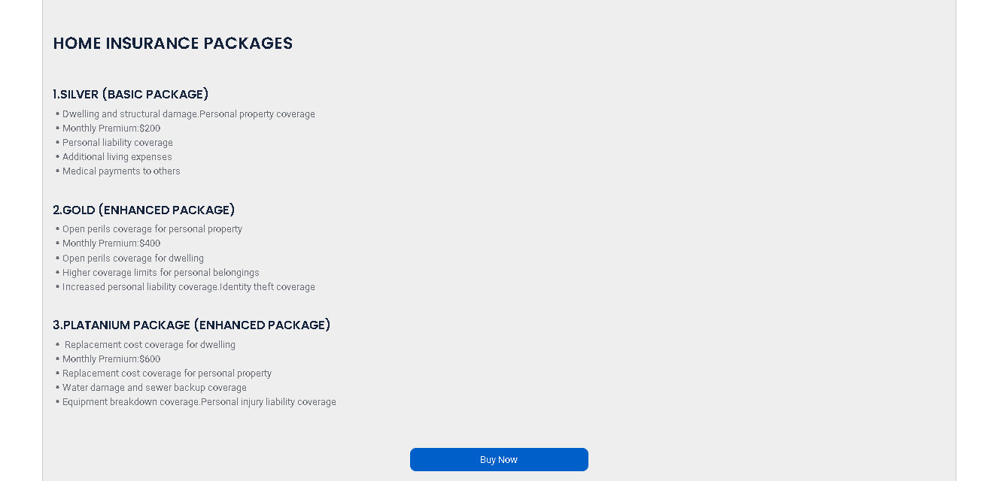 HOME INSURANCE PACKAGES
1.SILVER (BASIC PACKAGE)
• Dwelling and structural damage.Personal property coverage
• Monthly Premium:$200
• Personal liability coverage
• Additional living expenses
• Medical payments to others
2.GOLD (ENHANCED PACKAGE)
• Open perils coverage for personal property
• Monthly Premium:$400
• Open perils coverage for dwelling
• Higher coverage limits for personal belongings
• Increased personal liability coverage.Identity theft coverage
3.PLATANIUM PACKAGE (ENHANCED PACKAGE)
• Replacement cost coverage for dwelling
• Monthly Premium:$600
• Replacement cost coverage for personal property
• Water damage and sewer backup coverage
• Equipment breakdown coverage.Personal injury liability coverage
Buy Now